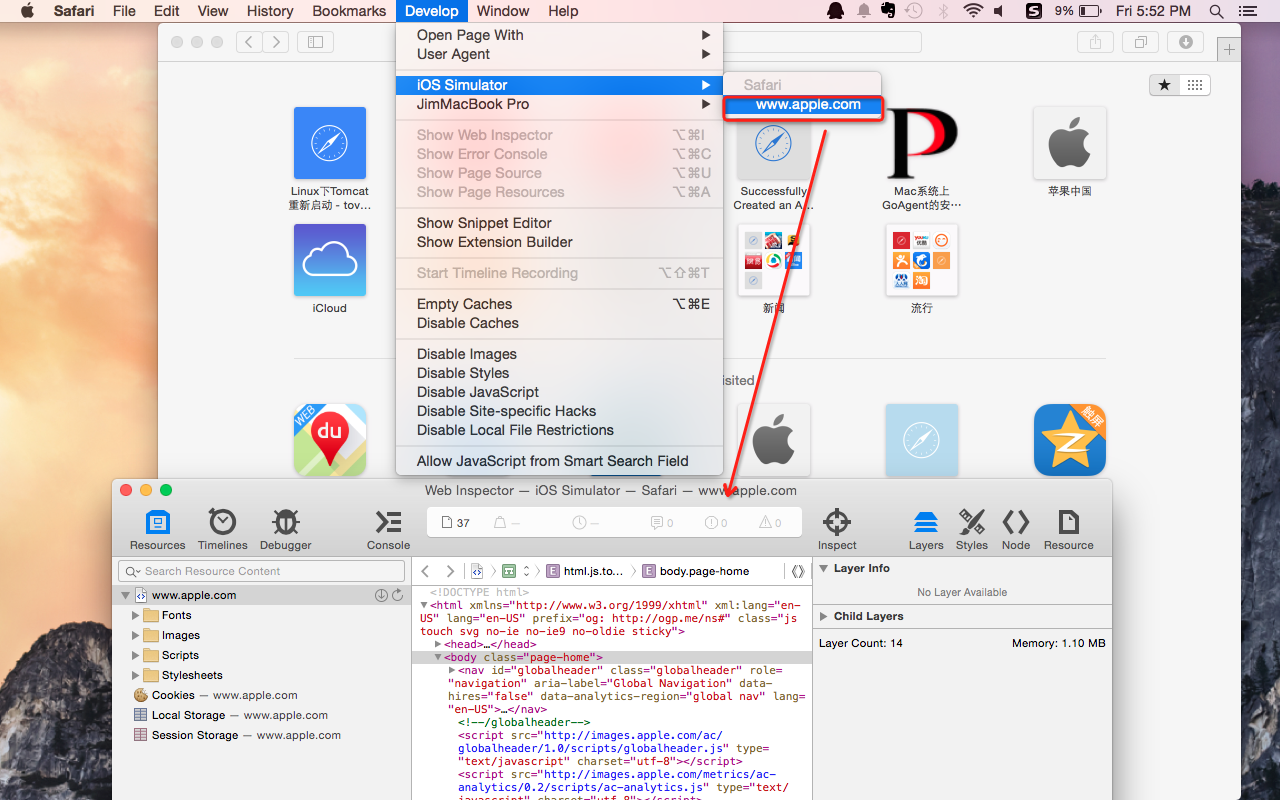 Safari File Edit View History Bookmarks Develop Window Help 9% Fri 5:52 PM
Open Page With
User Agent
iOS Simulator
JimMacBook Pro
Show Web Inspector ⌥⌘I
Show Error Console ⌥⌘C
Show Page Source ⌥⌘U
Show Page Resources ⌥⌘A
Show Snippet Editor
Show Extension Builder
Start Timeline Recording ⌥⇧⌘T
Empty Caches ⌥⌘E
Disable Caches
Disable Images
Disable Styles
Disable JavaScript
Disable Site-specific Hacks
Disable Local File Restrictions
Allow JavaScript from Smart Search Field
Safari
www.apple.com
Linux下Tomcat
重新启动 - tov…
Successfully
Created an A…
P
Mac系统上
GoAgent的安…
苹果中国
iCloud
新闻
流行
isited
WEB
du
触屏
Web Inspector — iOS Simulator — Safari — www.apple.com
Resources Timelines Debugger Console
37 — — 0 0 0
Inspect Layers Styles Node Resource
Search Resource Content
www.apple.com
Fonts
Images
Scripts
Stylesheets
Cookies — www.apple.com
Local Storage — www.apple.com
Session Storage — www.apple.com
E html.js.to... E body.page-home
<!DOCTYPE html>
<html xmlns="http://www.w3.org/1999/xhtml" xml:lang="en-
US" lang="en-US" prefix="og: http://ogp.me/ns#" class="js
touch svg no-ie no-ie9 no-oldie sticky">
<head>…</head>
<body class="page-home">
<nav id="globalheader" class="globalheader" role=
"navigation" aria-label="Global Navigation" data-
hires="false" data-analytics-region="global nav" lang=
"en-US">…</nav>
<!--/globalheader-->
<script src="http://images.apple.com/ac/
globalheader/1.0/scripts/globalheader.js" type=
"text/javascript" charset="utf-8"></script>
<script src="http://images.apple.com/metrics/ac-
analytics/0.2/scripts/ac-analytics.js" type="text/
javascript" charset="utf-8"></script>
Layer Info
No Layer Available
Child Layers
Layer Count: 14 Memory: 1.10 MB